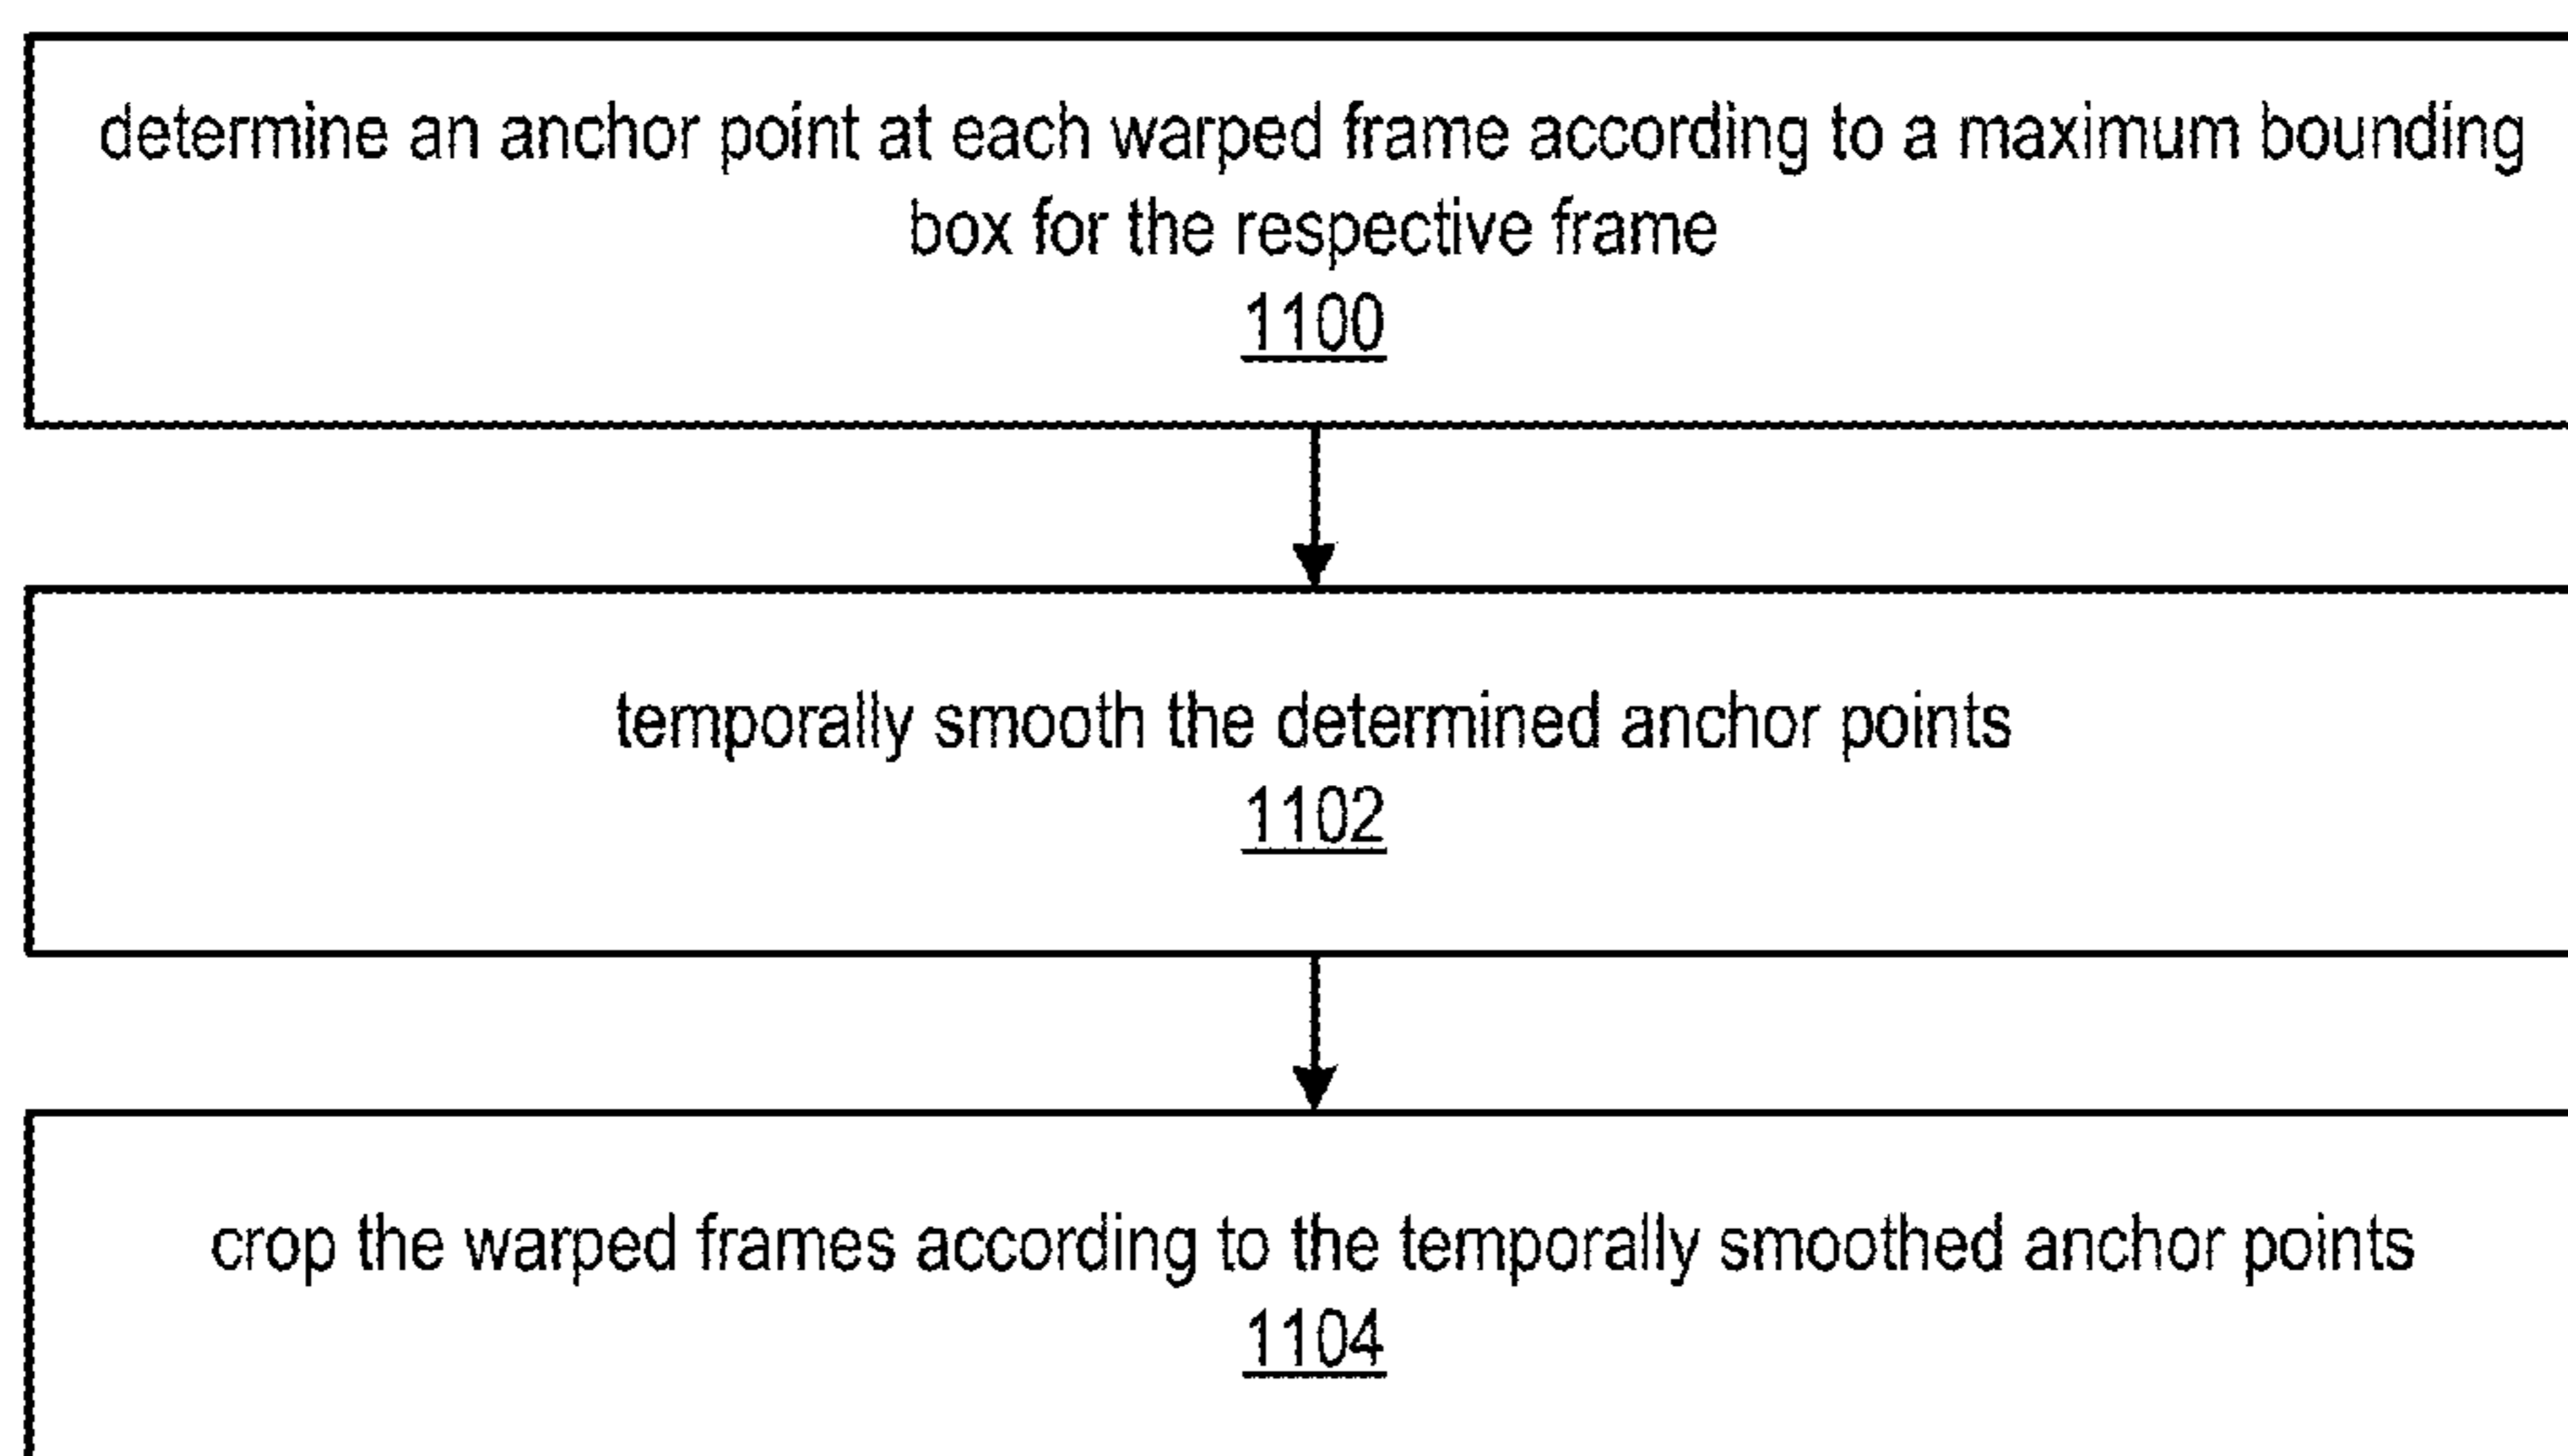 determine an anchor point at each warped frame according to a maximum bounding
box for the respective frame
1100
temporally smooth the determined anchor points
1102
crop the warped frames according to the temporally smoothed anchor points
1104